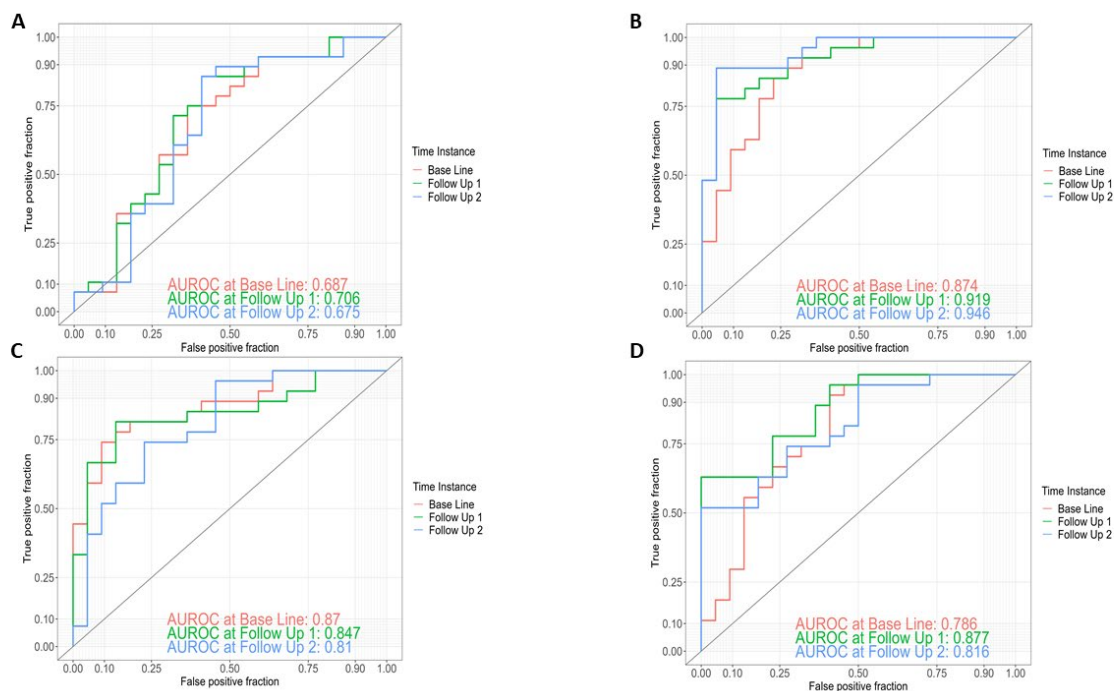 A
True positive fraction
1.00
0.90
0.75
0.50
0.25
0.10
0.00
AUROC at Base Line: 0.687
AUROC at Follow Up 1: 0.706
AUROC at Follow Up 2: 0.675
0.00 0.10 0.25 0.50 0.75 1.00
False positive fraction
Time Instance
Base Line
Follow Up 1
Follow Up 2
B
True positive fraction
1.00
0.90
0.75
0.50
0.25
0.10
0.00
AUROC at Base Line: 0.874
AUROC at Follow Up 1: 0.919
AUROC at Follow Up 2: 0.946
0.00 0.10 0.25 0.50 0.75 1.00
False positive fraction
Time Instance
Base Line
Follow Up 1
Follow Up 2
C
True positive fraction
1.00
0.90
0.75
0.50
0.25
0.10
0.00
AUROC at Base Line: 0.87
AUROC at Follow Up 1: 0.847
AUROC at Follow Up 2: 0.81
0.00 0.10 0.25 0.50 0.75 1.00
False positive fraction
Time Instance
Base Line
Follow Up 1
Follow Up 2
D
True positive fraction
1.00
0.90
0.75
0.50
0.25
0.10
0.00
AUROC at Base Line: 0.786
AUROC at Follow Up 1: 0.877
AUROC at Follow Up 2: 0.816
0.00 0.10 0.25 0.50 0.75 1.00
False positive fraction
Time Instance
Base Line
Follow Up 1
Follow Up 2